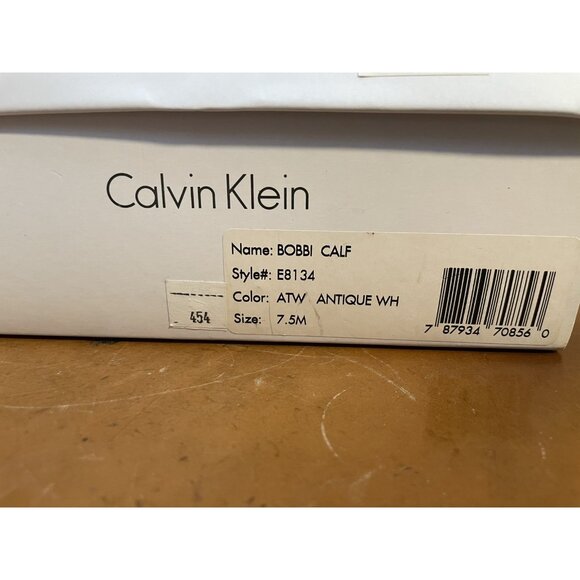 Calvin Klein
Name: BOBBI CALF
Style#: E8134
Color: ATW ANTIQUE WH
Size: 7.5M
7 87934 70856 0
454